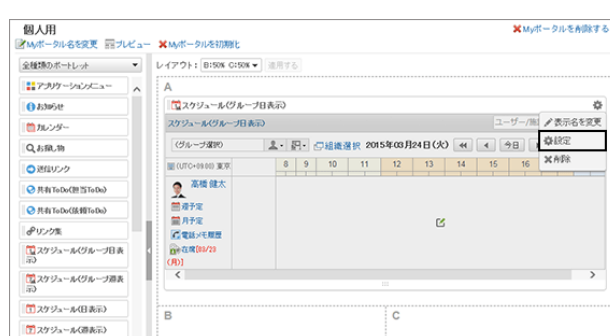 個人用
Myポータルを削除する
Myポータル名を変更 プレビュー Myポータルを初期化
全種類のポートレット
レイアウト: B:50% C:50% 適用する
アプリケーションメニュー
お知らせ
カレンダー
Q.お買い物
送信リンク
共有ToDo(担当ToDo)
共有ToDo(依頼ToDo)
リンク集
スケジュール(グループ日表示)
スケジュール(グループ週表示)
スケジュール(日表示)
スケジュール(週表示)
A
スケジュール(グループ日表示)
スケジュール(グループ日表示)
ユーザー/施
表示名を変更
設定
削除
(グループ選択)
組織選択 2015年03月24日(火)
今日
(UTC+09:00) 東京
8 9 10 11 12 13 14 15 16
高橋 健太
週予定
月予定
電話メモ履歴
在席[03/23
(月)]
B
C